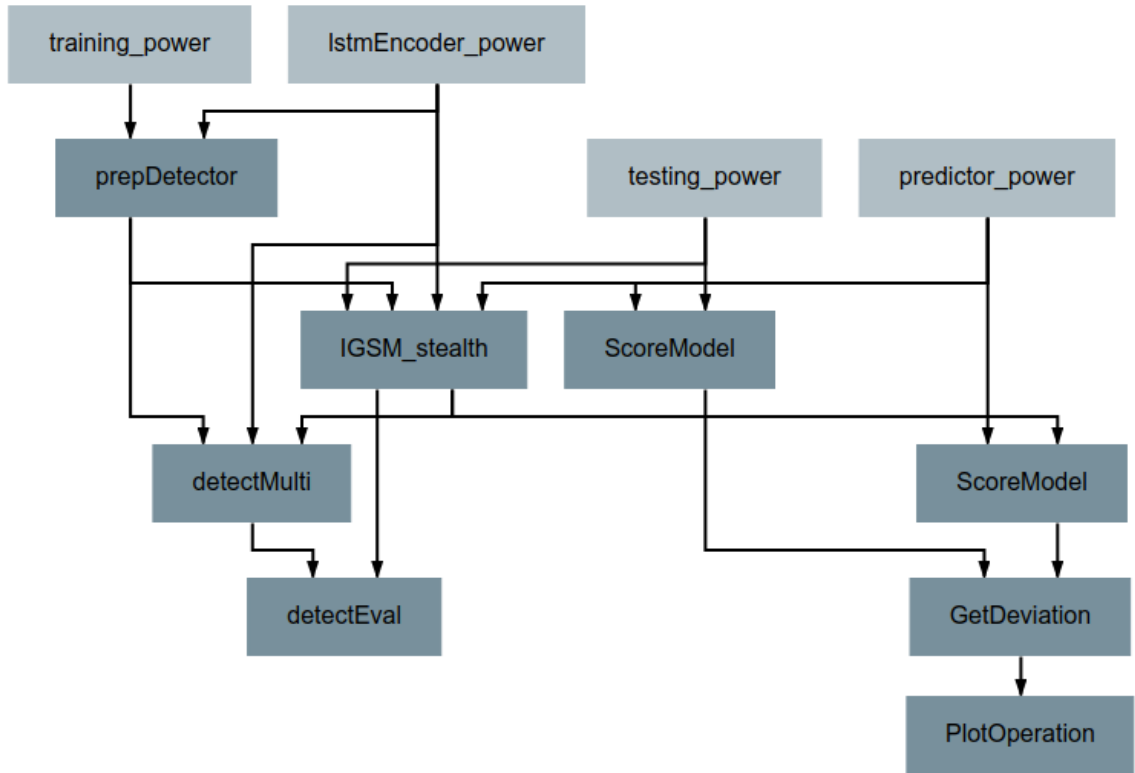 training_power
lstmEncoder_power
prepDetector
testing_power
predictor_power
IGSM_stealth
ScoreModel
detectMulti
ScoreModel
detectEval
GetDeviation
PlotOperation